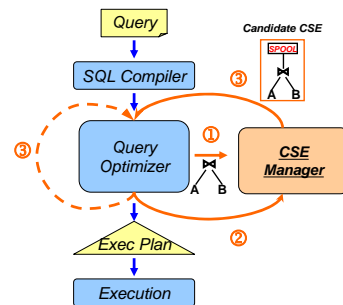 Query
Candidate CSE
SPOOL
⋈
A B
SQL Compiler
③
③
Query
Optimizer
①
⋈
A B
CSE
Manager
②
Exec Plan
Execution